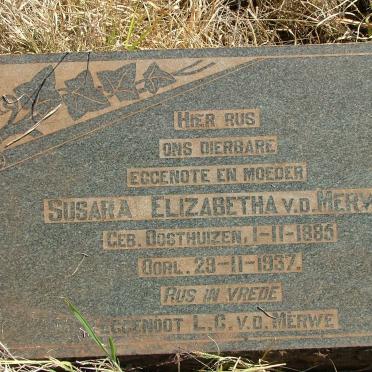 HIER RUS
ONS DIERBARE
EGGENOTE EN MOEDER
SUSARA ELIZABETHA V.D. MERW
GEB. OOSTHUIZEN, 1-11-1885
OORL. 29-11-1937.
RUS IN VREDE
EGGENOOT L.C. V.D. MERWE